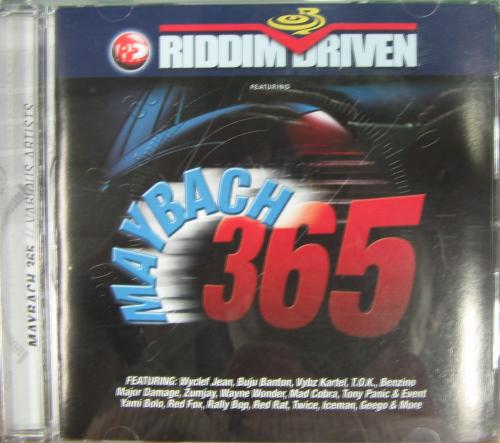 RIDDIM DRIVEN
FEATURING
MAYBACH
365
FEATURING: Wyclef Jean, Buju Banton, Vybz Kartel, T.O.K., Benzino
Major Damage, Zumjay, Wayne Wonder, Mad Cobra, Tony Panic & Event
Yami Bolo, Red Fox, Rally Bop, Red Rat, Twice, Iceman, Geego & More
MAYBACH 365 // VARIOUS ARTISTS